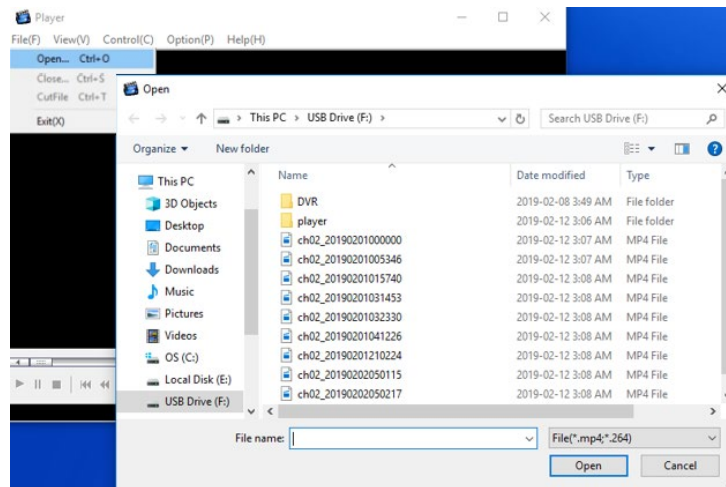 Player
File(F) View(V) Control(C) Option(P) Help(H)
Open... Ctrl+O
Close... Ctrl+S
CutFile Ctrl+T
Exit(X)
Open
This PC > USB Drive (F:) >
Search USB Drive (F:)
Organize
New folder
Name Date modified Type
This PC
3D Objects
Desktop
Documents
Downloads
Music
Pictures
Videos
OS (C:)
Local Disk (E:)
USB Drive (F:)
DVR 2019-02-08 3:49 AM File folder
player 2019-02-12 3:06 AM File folder
ch02_20190201000000 2019-02-12 3:07 AM MP4 File
ch02_20190201005346 2019-02-12 3:07 AM MP4 File
ch02_20190201015740 2019-02-12 3:08 AM MP4 File
ch02_20190201031453 2019-02-12 3:08 AM MP4 File
ch02_20190201032330 2019-02-12 3:08 AM MP4 File
ch02_20190201041226 2019-02-12 3:08 AM MP4 File
ch02_20190201210224 2019-02-12 3:08 AM MP4 File
ch02_20190202050115 2019-02-12 3:08 AM MP4 File
ch02_20190202050217 2019-02-12 3:08 AM MP4 File
File name:
File(*.mp4;*.264)
Open
Cancel